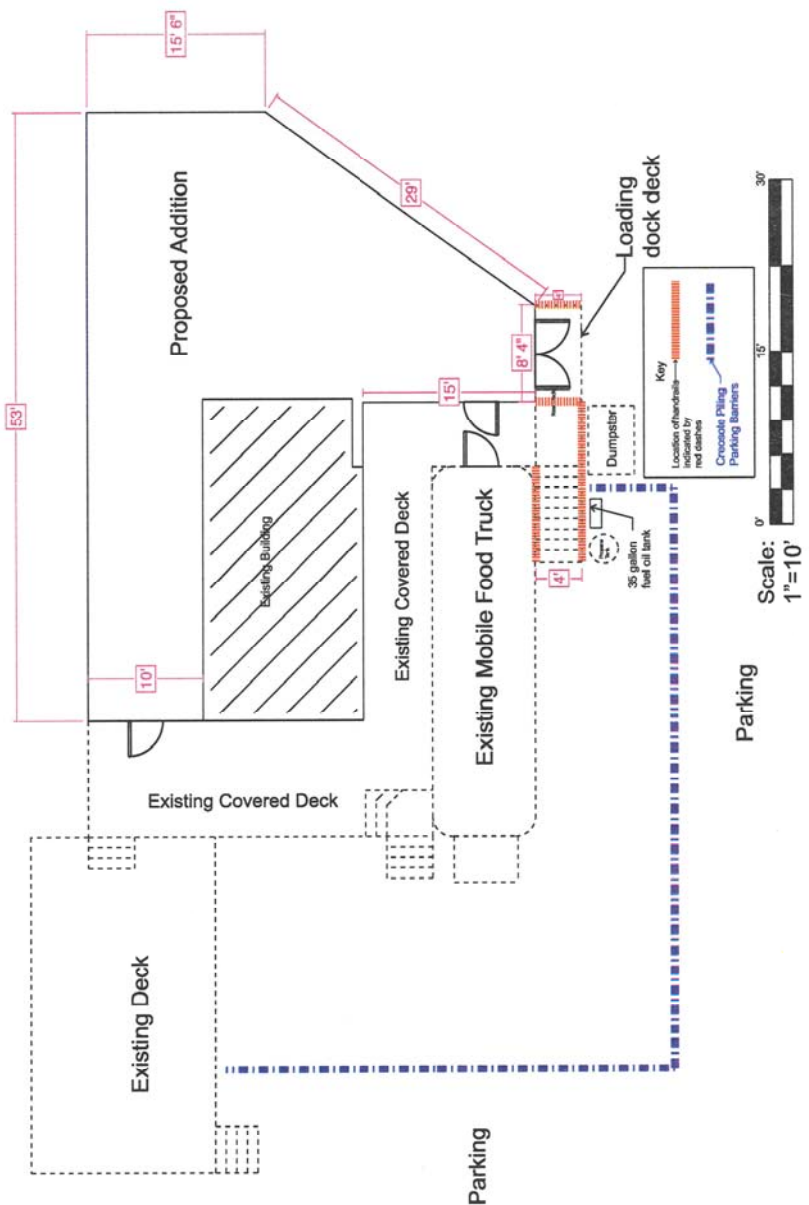 15' 6"
53'
Proposed Addition
29'
10'
Existing Building
15'
8' 4"
4'
Loading
dock deck
Existing Covered Deck
Existing Covered Deck
Existing Mobile Food Truck
Existing Deck
4'
Dumpster
35 gallon
fuel oil tank
Key
Location of handrails
indicated by
red dashes
Creosole Piling
Parking Barriers
Parking
Parking
Scale:
1"=10'
0'
15'
30'